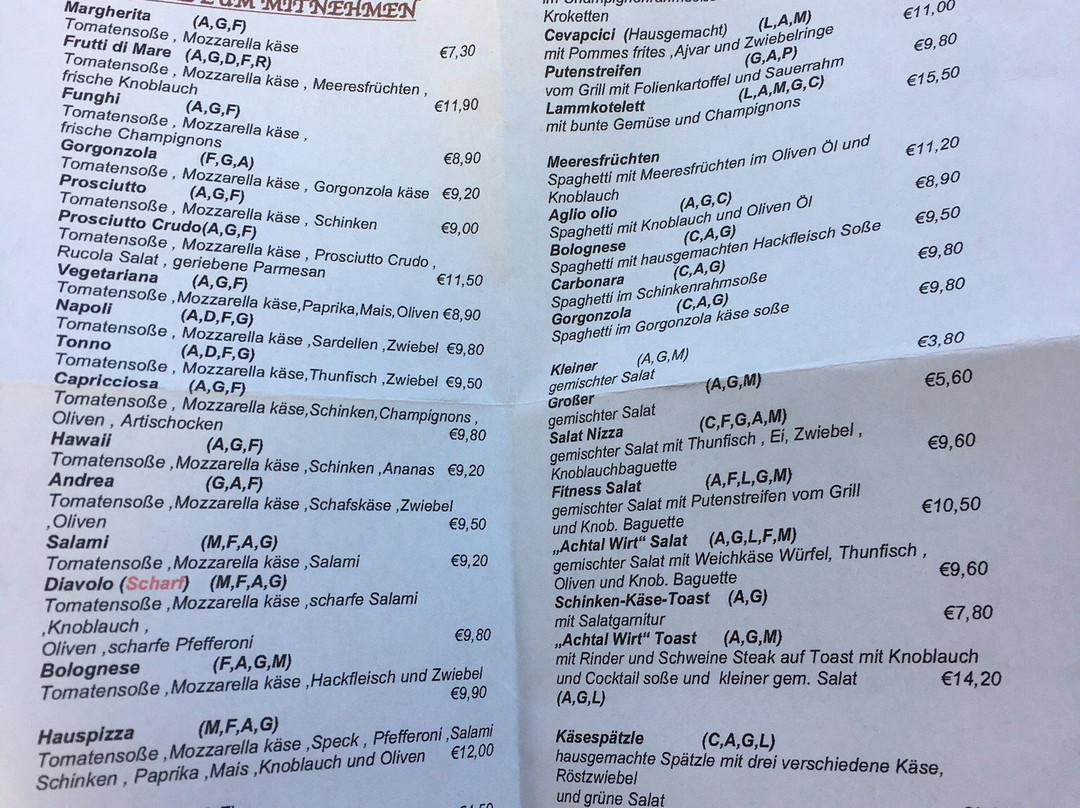 ZUM MITNEHMEN
Margherita (A,G,F)
Tomatensoße , Mozzarella käse €7,30
Frutti di Mare (A,G,D,F,R)
Tomatensoße , Mozzarella käse , Meeresfrüchten ,
frische Knoblauch €11,90
Funghi (A,G,F)
Tomatensoße , Mozzarella käse ,
frische Champignons €8,90
Gorgonzola (F,G,A)
Tomatensoße , Mozzarella käse , Gorgonzola käse €9,20
Prosciutto (A,G,F)
Tomatensoße , Mozzarella käse , Schinken €9,00
Prosciutto Crudo(A,G,F)
Tomatensoße , Mozzarella käse , Prosciutto Crudo ,
Rucola Salat , geriebene Parmesan €11,50
Vegetariana (A,G,F)
Tomatensoße ,Mozzarella käse,Paprika,Mais,Oliven €8,90
Napoli (A,D,F,G)
Tomatensoße , Mozzarella käse ,Sardellen ,Zwiebel €9,80
Tonno (A,D,F,G)
Tomatensoße , Mozzarella käse,Thunfisch ,Zwiebel €9,50
Capricciosa (A,G,F)
Tomatensoße , Mozzarella käse,Schinken,Champignons ,
Oliven , Artischocken €9,80
Hawaii (A,G,F)
Tomatensoße ,Mozzarella käse ,Schinken ,Ananas €9,20
Andrea (G,A,F)
Tomatensoße ,Mozzarella käse ,Schafskäse ,Zwiebel
,Oliven €9,50
Salami (M,F,A,G)
Tomatensoße ,Mozzarella käse ,Salami €9,20
Diavolo (Scharf) (M,F,A,G)
Tomatensoße ,Mozzarella käse ,scharfe Salami
,Knoblauch ,
Oliven ,scharfe Pfefferoni €9,80
Bolognese (F,A,G,M)
Tomatensoße ,Mozzarella käse ,Hackfleisch und Zwiebel
€9,90
Hauspizza (M,F,A,G)
Tomatensoße ,Mozzarella käse ,Speck , Pfefferoni ,Salami
Schinken , Paprika ,Mais ,Knoblauch und Oliven €12,00
Kroketten €11,00
Cevapcici (Hausgemacht) (L,A,M)
mit Pommes frites ,Ajvar und Zwiebelringe €9,80
Putenstreifen (G,A,P)
vom Grill mit Folienkartoffel und Sauerrahm €15,50
Lammkotelett (L,A,M,G,C)
mit bunte Gemüse und Champignons
Meeresfrüchten
Spaghetti mit Meeresfrüchten im Oliven Öl und €11,20
Knoblauch
Aglio olio (A,G,C) €8,90
Spaghetti mit Knoblauch und Oliven Öl
Bolognese (C,A,G) €9,50
Spaghetti mit hausgemachten Hackfleisch Soße
Carbonara (C,A,G) €9,80
Spaghetti im Schinkenrahmsoße
Gorgonzola (C,A,G) €9,80
Spaghetti im Gorgonzola käse soße
Kleiner (A,G,M) €3,80
gemischter Salat
Großer (A,G,M) €5,60
gemischter Salat
Salat Nizza (C,F,G,A,M)
gemischter Salat mit Thunfisch , Ei, Zwiebel , €9,60
Knoblauchbaguette
Fitness Salat (A,F,L,G,M)
gemischter Salat mit Putenstreifen vom Grill
und Knob. Baguette €10,50
„Achtal Wirt“ Salat (A,G,L,F,M)
gemischter Salat mit Weichkäse Würfel, Thunfisch ,
Oliven und Knob. Baguette €9,60
Schinken-Käse-Toast (A,G)
mit Salatgarnitur €7,80
„Achtal Wirt“ Toast (A,G,M)
mit Rinder und Schweine Steak auf Toast mit Knoblauch
und Cocktail soße und kleiner gem. Salat €14,20
(A,G,L)
Käsespätzle (C,A,G,L)
hausgemachte Spätzle mit drei verschiedene Käse,
Röstzwiebel
und grüne Salat